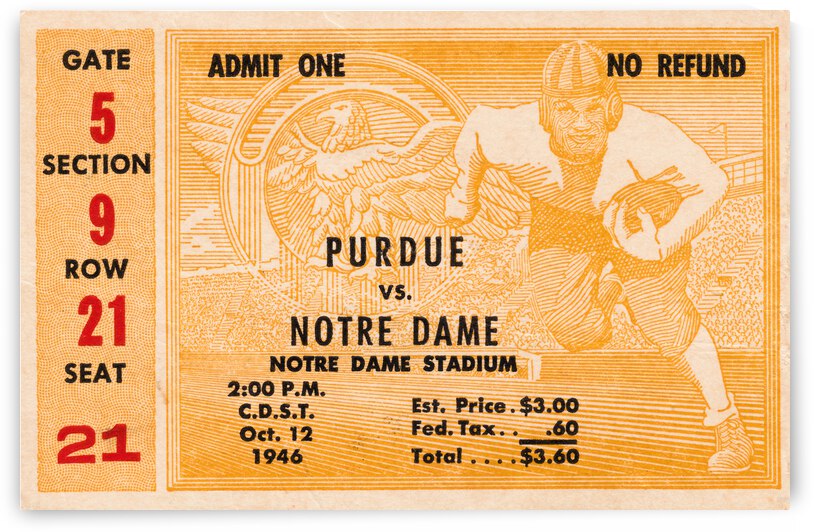 GATE
5
SECTION
9
ROW
21
SEAT
21
ADMIT ONE
NO REFUND
PURDUE
VS.
NOTRE DAME
NOTRE DAME STADIUM
2:00 P.M.
C.D.S.T.
Oct. 12
1946
Est. Price . $3.00
Fed. Tax . . .60
Total . . . . $3.60